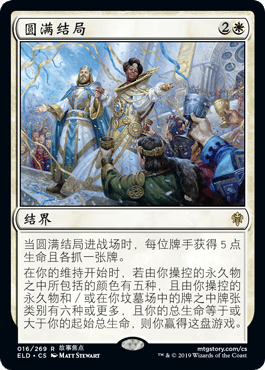 圆满结局 2
结界
当圆满结局进战场时，每位牌手获得5点
生命且各抓一张牌。
在你的维持开始时，若由你操控的永久物
之中所包括的颜色有五种，且由你操控的
永久物和／或在你坟墓场中的牌之中牌张
类别有六种或更多，且你的总生命等于或
大于你的起始总生命，则你赢得这盘游戏。
016/269 R 故事焦点
ELD • CS MATT STEWART
mtgstory.com/cs
™ & © 2019 Wizards of the Coast